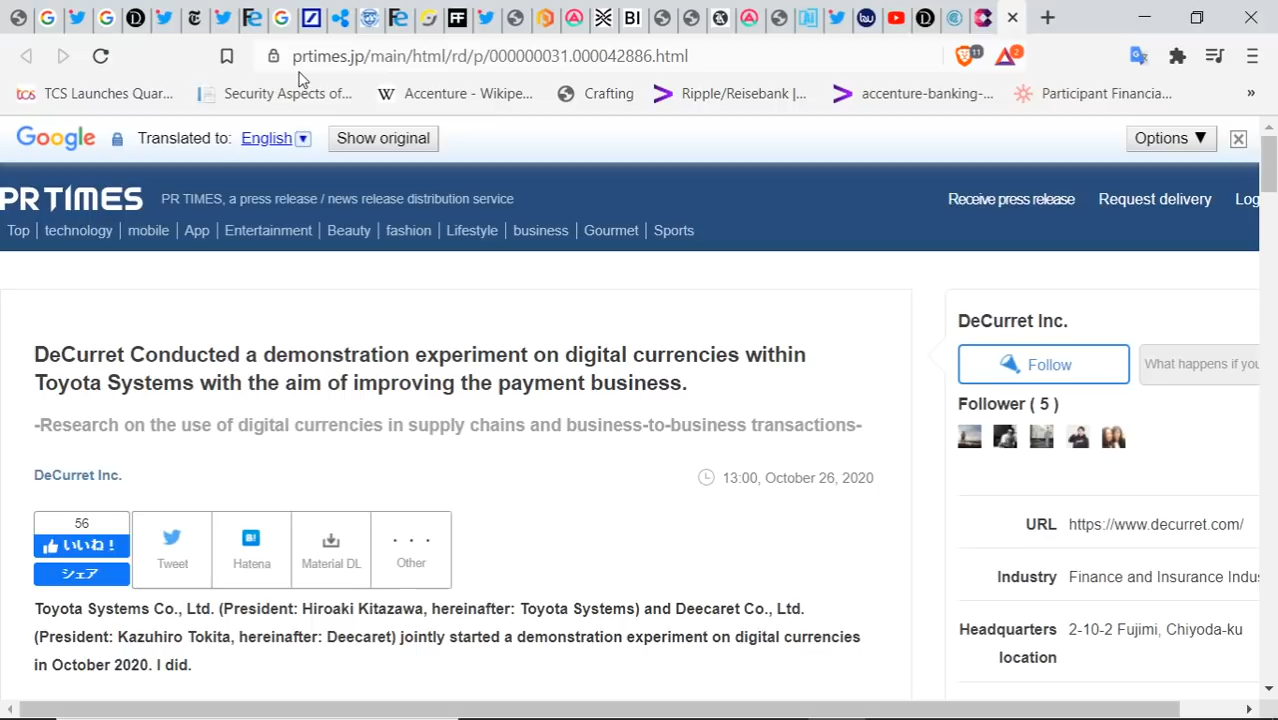 BI
prtimes.jp/main/html/rd/p/000000031.000042886.html
11
2
tcs TCS Launches Quar...
Security Aspects of...
W Accenture - Wikipe...
Crafting
Ripple/Reisebank |...
accenture-banking-...
Participant Financia...
»
Google Translated to: English Show original Options ▼
PR TIMES PR TIMES, a press release / news release distribution service
Receive press release Request delivery Log
Top | technology | mobile | App | Entertainment | Beauty | fashion | Lifestyle | business | Gourmet | Sports
DeCurret Conducted a demonstration experiment on digital currencies within
Toyota Systems with the aim of improving the payment business.
-Research on the use of digital currencies in supply chains and business-to-business transactions-
DeCurret Inc.
13:00, October 26, 2020
56
いいね！
シェア
Tweet
B! Hatena
Material DL
. . .
Other
Toyota Systems Co., Ltd. (President: Hiroaki Kitazawa, hereinafter: Toyota Systems) and Deecaret Co., Ltd.
(President: Kazuhiro Tokita, hereinafter: Deecaret) jointly started a demonstration experiment on digital currencies
in October 2020. I did.
DeCurret Inc.
Follow
What happens if you
Follower ( 5 )
URL https://www.decurret.com/
Industry Finance and Insurance Indus
Headquarters 2-10-2 Fujimi, Chiyoda-ku
location